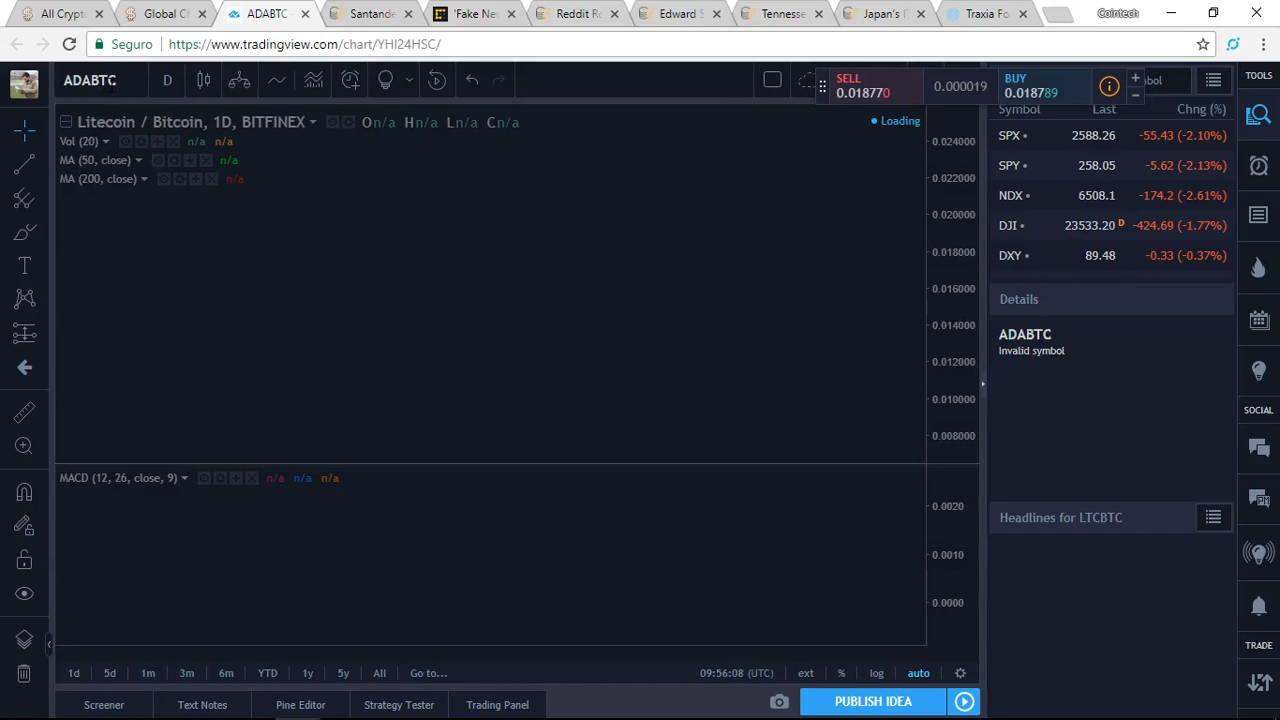 All Crypto
Global Ch
ADABTC
Santande
'Fake Ne
Reddit Re
Edward S
Tennesse
Japan's I
Traxia Fo
Cointech
Seguro
https://www.tradingview.com/chart/YHI24HSC/
ADABTC
D
SELL
0.018770
0.000019
BUY
0.018789
TOOLS
Symbol Last Chng (%)
SPX 2588.26 -55.43 (-2.10%)
SPY 258.05 -5.62 (-2.13%)
NDX 6508.1 -174.2 (-2.61%)
DJI 23533.20 D -424.69 (-1.77%)
DXY 89.48 -0.33 (-0.37%)
Details
ADABTC
Invalid symbol
Headlines for LTCBTC
SOCIAL
TRADE
Litecoin / Bitcoin, 1D, BITFINEX
O n/a H n/a L n/a C n/a
Loading
Vol (20) n/a n/a
MA (50, close) n/a
MA (200, close) n/a
0.024000
0.022000
0.020000
0.018000
0.016000
0.014000
0.012000
0.010000
0.008000
MACD (12, 26, close, 9) n/a n/a n/a
0.0020
0.0010
0.0000
1d 5d 1m 3m 6m YTD 1y 5y All Go to...
09:56:08 (UTC)
ext % log auto
Screener
Text Notes
Pine Editor
Strategy Tester
Trading Panel
PUBLISH IDEA